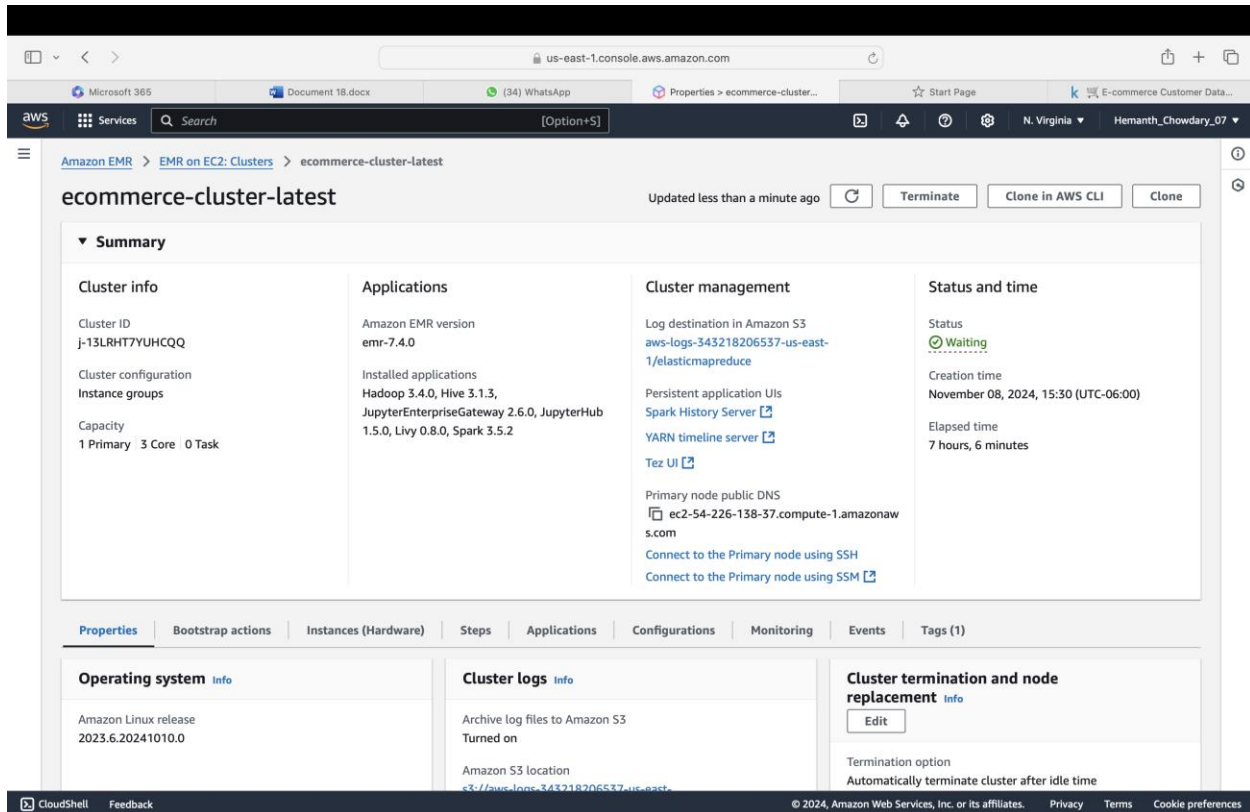 us-east-1.console.aws.amazon.com
Microsoft 365
Document 18.docx
(34) WhatsApp
Properties > ecommerce-cluster...
Start Page
k
E-commerce Customer Data...
aws
Services
Search
[Option+S]
N. Virginia ▼
Hemanth_Chowdary_07 ▼
Amazon EMR > EMR on EC2: Clusters > ecommerce-cluster-latest
ecommerce-cluster-latest
Updated less than a minute ago
Terminate
Clone in AWS CLI
Clone
▼ Summary
Cluster info
Cluster ID
j-13LRHT7YUHCQQ
Cluster configuration
Instance groups
Capacity
1 Primary | 3 Core | 0 Task
Applications
Amazon EMR version
emr-7.4.0
Installed applications
Hadoop 3.4.0, Hive 3.1.3,
JupyterEnterpriseGateway 2.6.0, JupyterHub
1.5.0, Livy 0.8.0, Spark 3.5.2
Cluster management
Log destination in Amazon S3
aws-logs-343218206537-us-east-
1/elasticmapreduce
Persistent application UIs
Spark History Server
YARN timeline server
Tez UI
Primary node public DNS
ec2-54-226-138-37.compute-1.amazonaw
s.com
Connect to the Primary node using SSH
Connect to the Primary node using SSM
Status and time
Status
Waiting
Creation time
November 08, 2024, 15:30 (UTC-06:00)
Elapsed time
7 hours, 6 minutes
Properties
Bootstrap actions
Instances (Hardware)
Steps
Applications
Configurations
Monitoring
Events
Tags (1)
Operating system Info
Amazon Linux release
2023.6.20241010.0
Cluster logs Info
Archive log files to Amazon S3
Turned on
Amazon S3 location
s3://aws-logs-343218206537-us-east-
Cluster termination and node
replacement Info
Edit
Termination option
Automatically terminate cluster after idle time
CloudShell
Feedback
© 2024, Amazon Web Services, Inc. or its affiliates.
Privacy
Terms
Cookie preferences